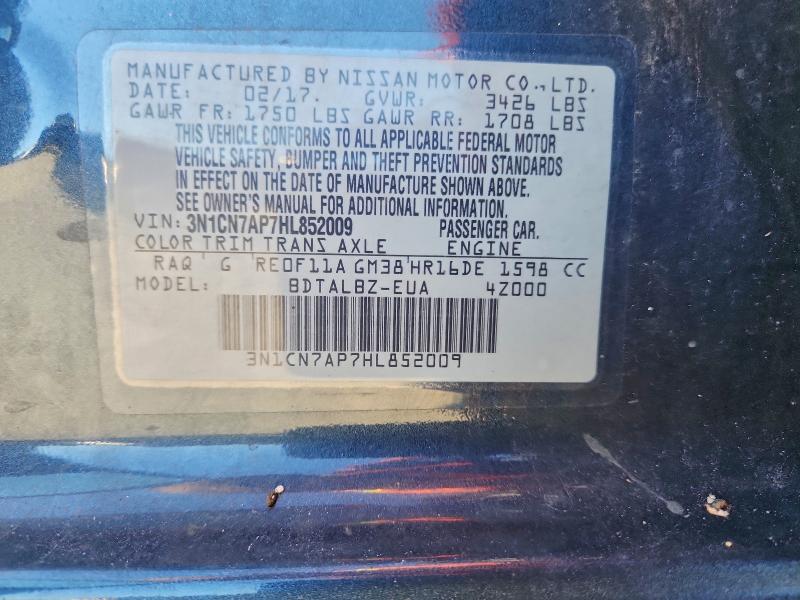 MANUFACTURED BY NISSAN MOTOR CO.,LTD.
DATE: 02/17. GVWR: 3426 LBS
GAWR FR: 1750 LBS GAWR RR: 1708 LBS
THIS VEHICLE CONFORMS TO ALL APPLICABLE FEDERAL MOTOR
VEHICLE SAFETY, BUMPER AND THEFT PREVENTION STANDARDS
IN EFFECT ON THE DATE OF MANUFACTURE SHOWN ABOVE.
SEE OWNER'S MANUAL FOR ADDITIONAL INFORMATION.
VIN: 3N1CN7AP7HL852009 PASSENGER CAR.
COLOR TRIM TRANS AXLE ENGINE
RAQ G RE0F11A GM38 HR16DE 1598 CC
MODEL: BDTALBZ-EUA 4Z000
3N1CN7AP7HL852009